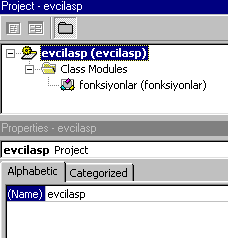 Project - evcilasp
evcilasp (evcilasp)
Class Modules
fonksiyonlar (fonksiyonlar)
Properties - evcilasp
evcilasp Project
Alphabetic Categorized
(Name) evcilasp